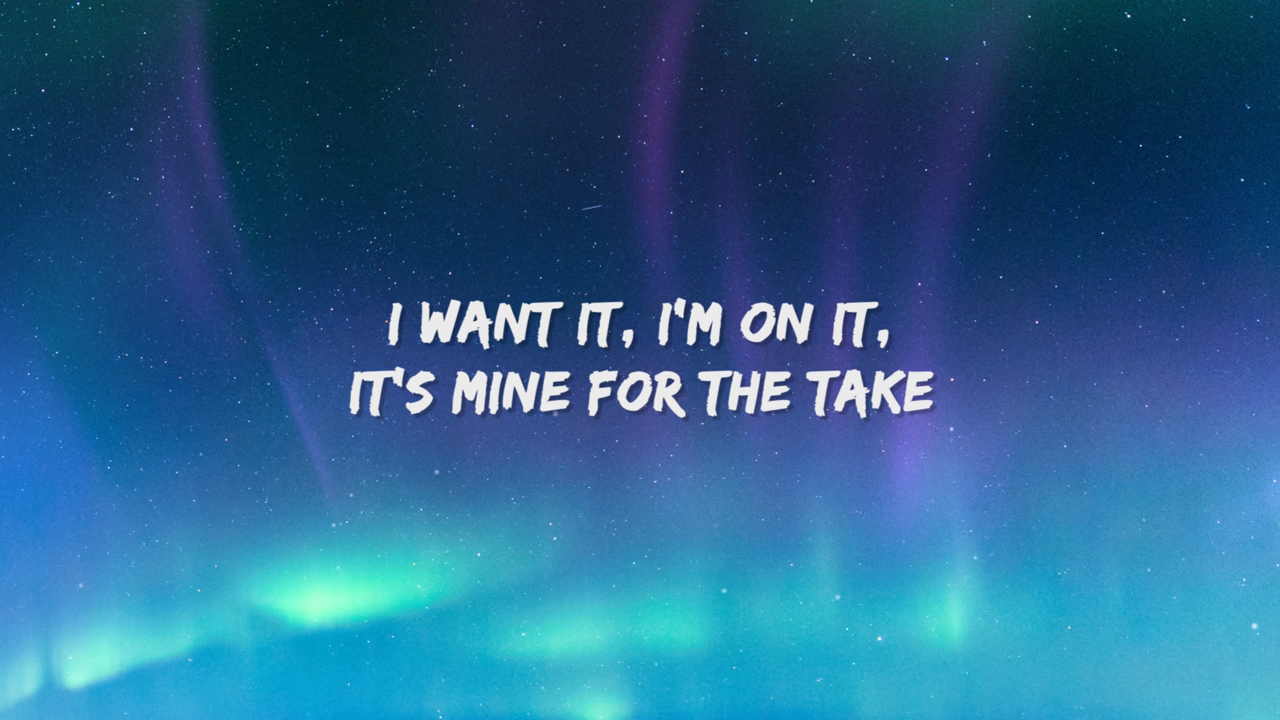 I WANT IT, I'M ON IT,
IT'S MINE FOR THE TAKE